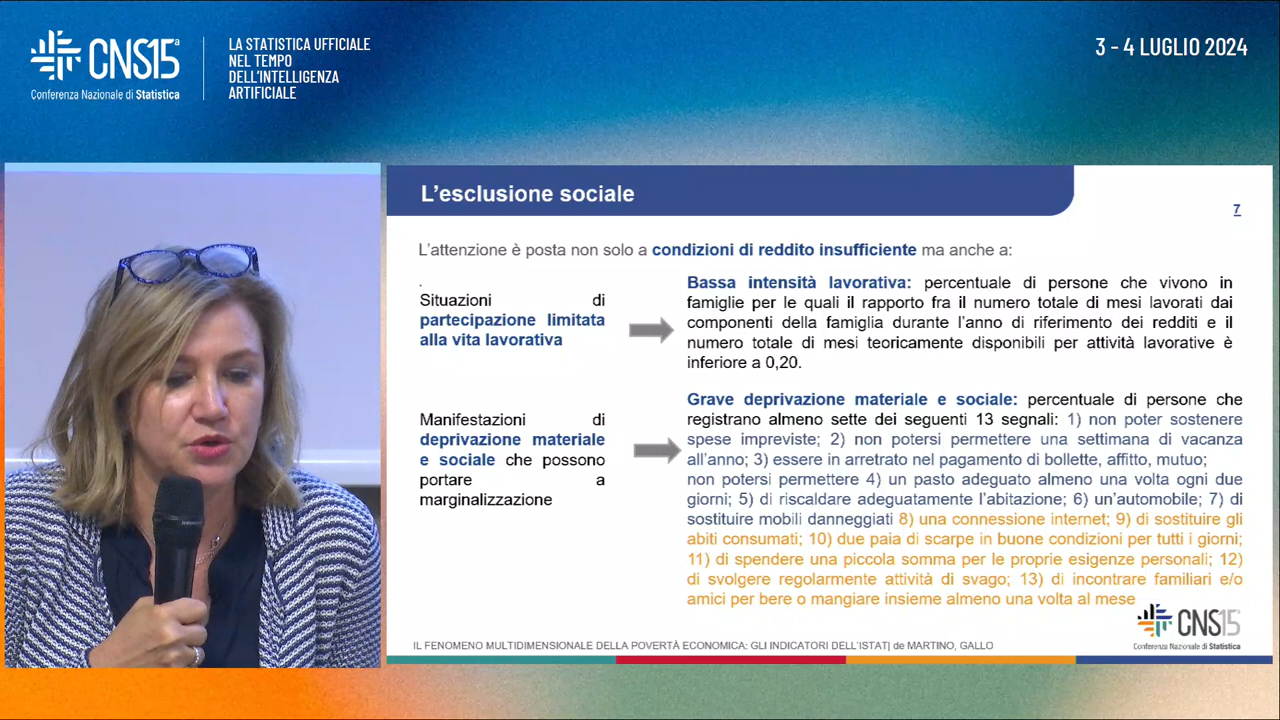 CNS15ª
Conferenza Nazionale di Statistica
LA STATISTICA UFFICIALE
NEL TEMPO
DELL'INTELLIGENZA
ARTIFICIALE
3 - 4 LUGLIO 2024
L'esclusione sociale
7
L'attenzione è posta non solo a condizioni di reddito insufficiente ma anche a:
.
Situazioni di
partecipazione limitata
alla vita lavorativa
Bassa intensità lavorativa: percentuale di persone che vivono in
famiglie per le quali il rapporto fra il numero totale di mesi lavorati dai
componenti della famiglia durante l'anno di riferimento dei redditi e il
numero totale di mesi teoricamente disponibili per attività lavorative è
inferiore a 0,20.
Manifestazioni di
deprivazione materiale
e sociale che possono
portare a
marginalizzazione
Grave deprivazione materiale e sociale: percentuale di persone che
registrano almeno sette dei seguenti 13 segnali: 1) non poter sostenere
spese impreviste; 2) non potersi permettere una settimana di vacanza
all'anno; 3) essere in arretrato nel pagamento di bollette, affitto, mutuo;
non potersi permettere 4) un pasto adeguato almeno una volta ogni due
giorni; 5) di riscaldare adeguatamente l'abitazione; 6) un'automobile; 7) di
sostituire mobili danneggiati 8) una connessione internet; 9) di sostituire gli
abiti consumati; 10) due paia di scarpe in buone condizioni per tutti i giorni;
11) di spendere una piccola somma per le proprie esigenze personali; 12)
di svolgere regolarmente attività di svago; 13) di incontrare familiari e/o
amici per bere o mangiare insieme almeno una volta al mese
CNS15
Conferenza Nazionale di Statistica
IL FENOMENO MULTIDIMENSIONALE DELLA POVERTÀ ECONOMICA: GLI INDICATORI DELL'ISTAT| de MARTINO, GALLO